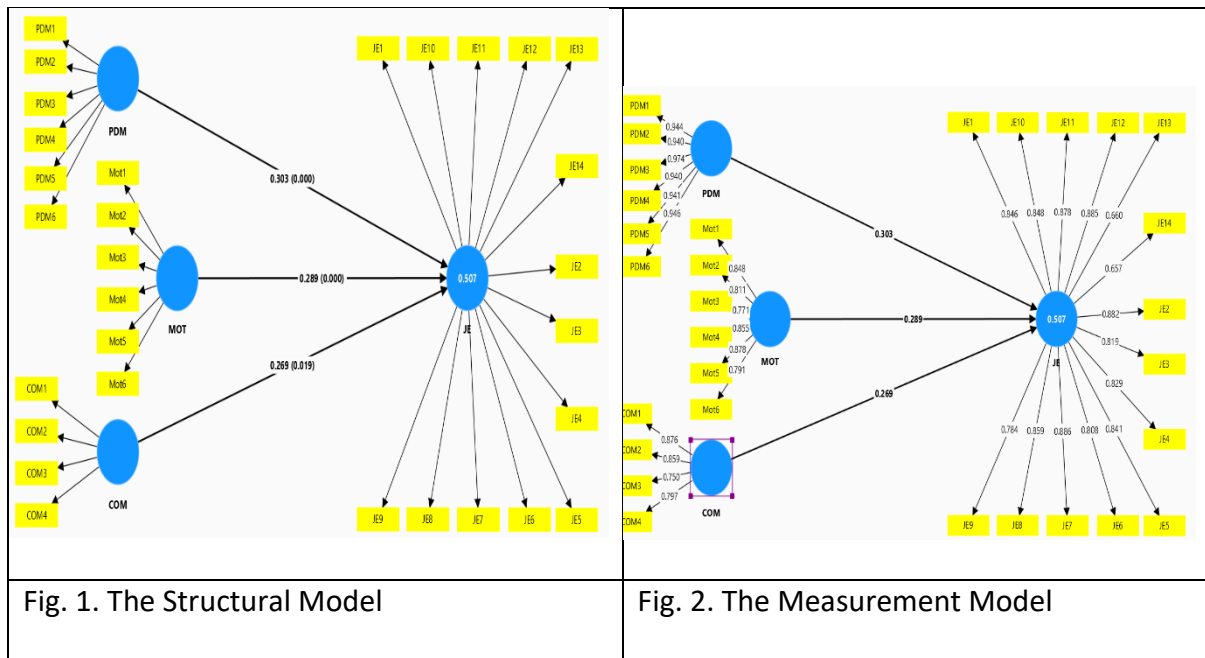 PDM1
PDM2
PDM3
PDM4
PDM5
PDM6
PDM
Mot1
Mot2
Mot3
Mot4
Mot5
Mot6
MOT
COM1
COM2
COM3
COM4
COM
0.303 (0.000)
0.289 (0.000)
0.269 (0.019)
JE1 JE10 JE11 JE12 JE13
JE14
JE2
JE3
JE4
0.507
JE
JE9 JE8 JE7 JE6 JE5
Fig. 1. The Structural Model
PDM1
PDM2
PDM3
PDM4
PDM5
PDM6
0.944
0.940
0.974
0.940
0.941
0.946
PDM
Mot1
Mot2
Mot3
Mot4
Mot5
Mot6
0.848
0.811
0.771
0.855
0.878
0.791
MOT
COM1
COM2
COM3
COM4
0.876
0.859
0.750
0.797
COM
0.303
0.289
0.269
JE1 JE10 JE11 JE12 JE13
0.846 0.848 0.878 0.885 0.660
JE14
0.657
JE2
0.882
JE3
0.819
JE4
0.829
0.507
JE
0.784 0.859 0.886 0.808 0.841
JE9 JE8 JE7 JE6 JE5
Fig. 2. The Measurement Model